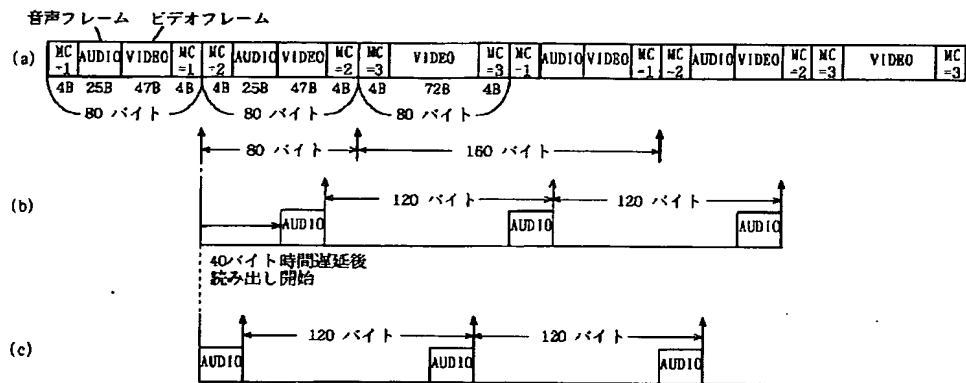 音声フレーム ビデオフレーム
(a) MC=1 AUDIO VIDEO MC=1 MC=2 AUDIO VIDEO MC=2 MC=3 VIDEO MC=3 MC=1 AUDIO VIDEO MC=1 MC=2 AUDIO VIDEO MC=2 MC=3 VIDEO MC=3
4B 25B 47B 4B 4B 25B 47B 4B 4B 72B 4B
80 バイト 80 バイト 80 バイト
80 バイト 160 バイト
(b) 120 バイト 120 バイト
AUDIO AUDIO AUDIO
40バイト時間遅延後
読み出し開始
(c) 120 バイト 120 バイト
AUDIO AUDIO AUDIO